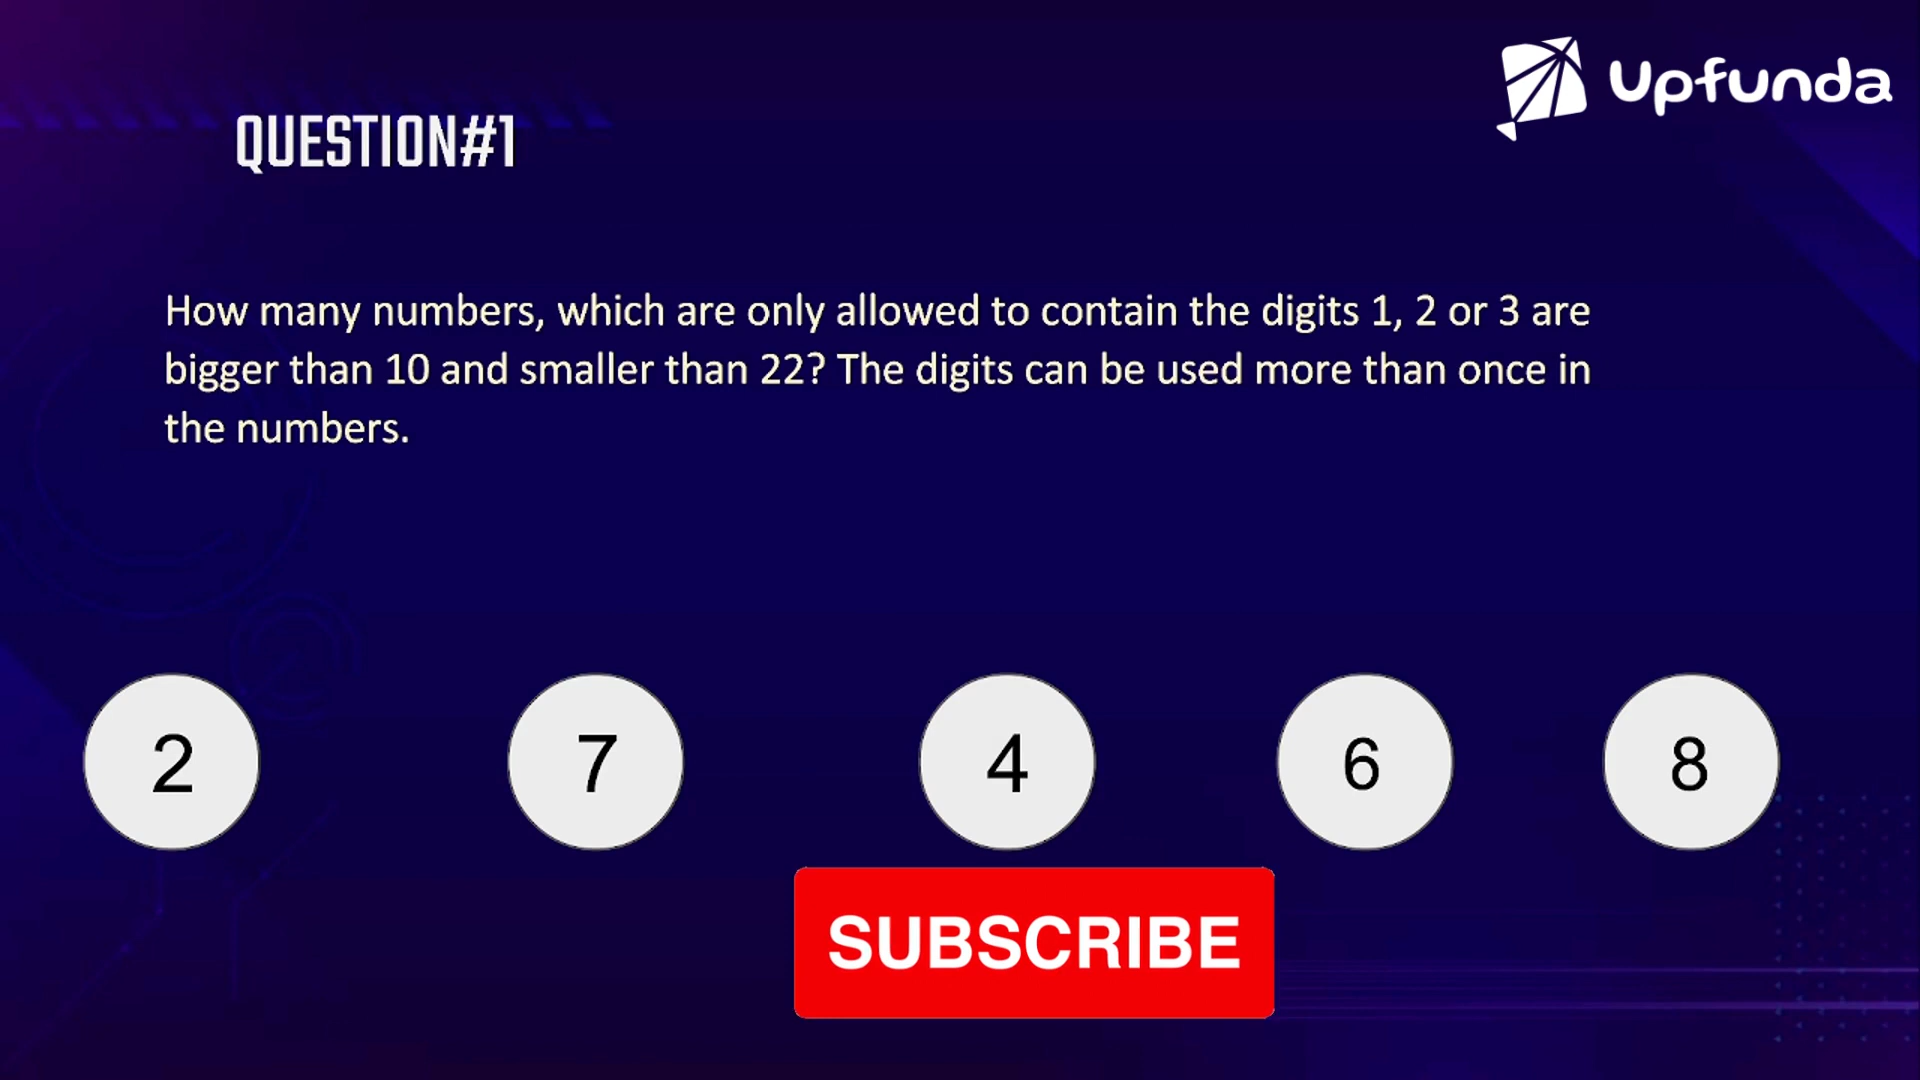 Upfunda
QUESTION#1
How many numbers, which are only allowed to contain the digits 1, 2 or 3 are
bigger than 10 and smaller than 22? The digits can be used more than once in
the numbers.
2
7
4
6
8
SUBSCRIBE